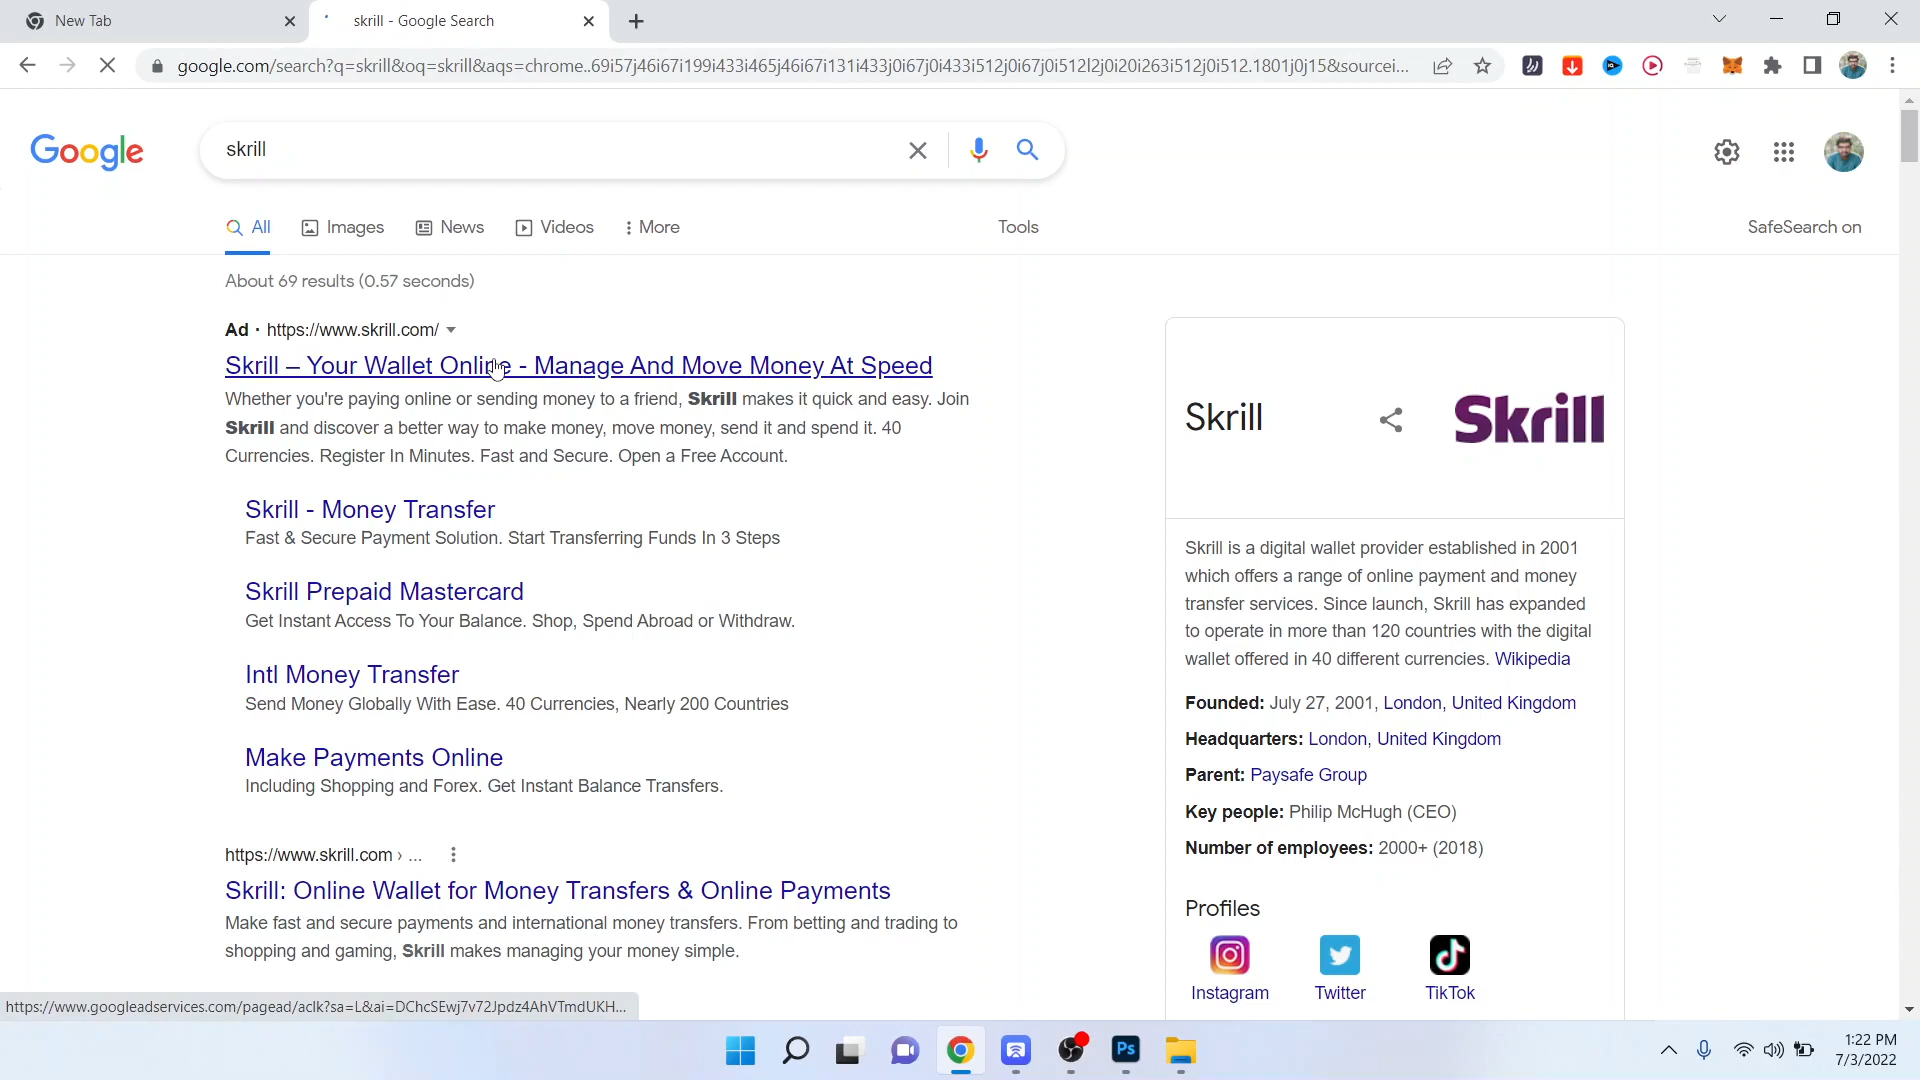 New Tab
skrill - Google Search
google.com/search?q=skrill&oq=skrill&aqs=chrome..69i57j46i67i199i433i465j46i67i131i433j0i67j0i433i512j0i67j0i512l2j0i20i263i512j0i512.1801j0j15&sourcei...
Google
skrill
All
Images
News
Videos
More
Tools
SafeSearch on
About 69 results (0.57 seconds)
Ad · https://www.skrill.com/
Skrill – Your Wallet Online - Manage And Move Money At Speed
Whether you're paying online or sending money to a friend, Skrill makes it quick and easy. Join
Skrill and discover a better way to make money, move money, send it and spend it. 40
Currencies. Register In Minutes. Fast and Secure. Open a Free Account.
Skrill - Money Transfer
Fast & Secure Payment Solution. Start Transferring Funds In 3 Steps
Skrill Prepaid Mastercard
Get Instant Access To Your Balance. Shop, Spend Abroad or Withdraw.
Intl Money Transfer
Send Money Globally With Ease. 40 Currencies, Nearly 200 Countries
Make Payments Online
Including Shopping and Forex. Get Instant Balance Transfers.
https://www.skrill.com › ...
Skrill: Online Wallet for Money Transfers & Online Payments
Make fast and secure payments and international money transfers. From betting and trading to
shopping and gaming, Skrill makes managing your money simple.
Skrill
Skrill
Skrill is a digital wallet provider established in 2001
which offers a range of online payment and money
transfer services. Since launch, Skrill has expanded
to operate in more than 120 countries with the digital
wallet offered in 40 different currencies. Wikipedia
Founded: July 27, 2001, London, United Kingdom
Headquarters: London, United Kingdom
Parent: Paysafe Group
Key people: Philip McHugh (CEO)
Number of employees: 2000+ (2018)
Profiles
Instagram
Twitter
TikTok
https://www.googleadservices.com/pagead/aclk?sa=L&ai=DChcSEwj7v72Jpdz4AhVTmdUKH...
Ps
1:22 PM
7/3/2022